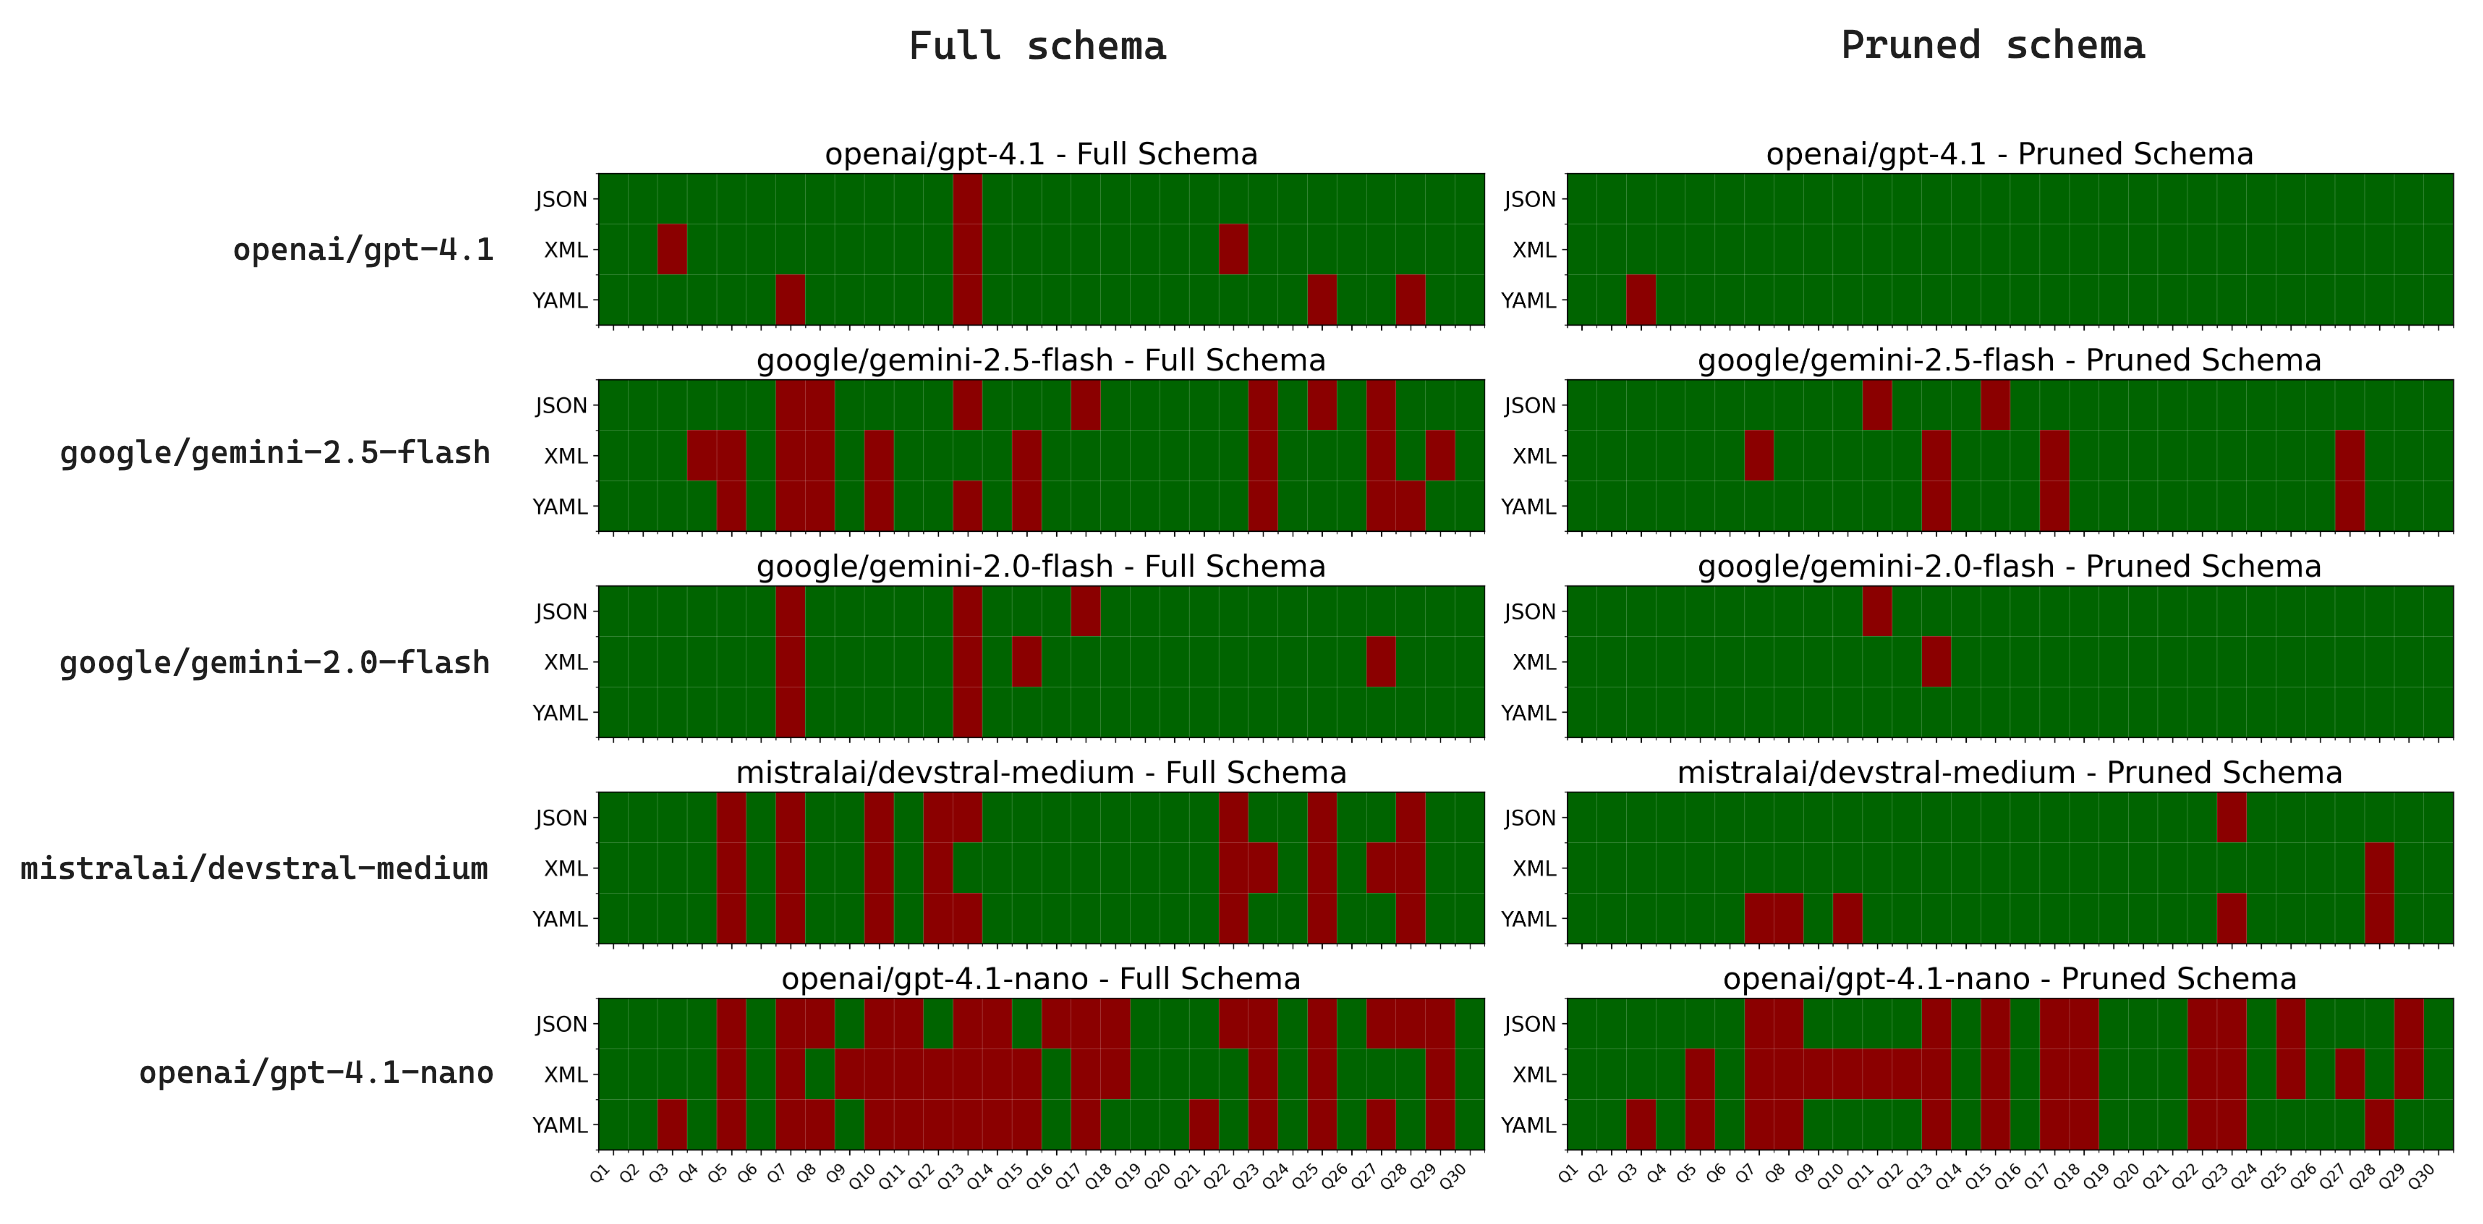 Full schema Pruned schema
openai/gpt-4.1 - Full Schema openai/gpt-4.1 - Pruned Schema
openai/gpt-4.1
JSON JSON
XML XML
YAML YAML
google/gemini-2.5-flash - Full Schema google/gemini-2.5-flash - Pruned Schema
google/gemini-2.5-flash
JSON JSON
XML XML
YAML YAML
google/gemini-2.0-flash - Full Schema google/gemini-2.0-flash - Pruned Schema
google/gemini-2.0-flash
JSON JSON
XML XML
YAML YAML
mistralai/devstral-medium - Full Schema mistralai/devstral-medium - Pruned Schema
mistralai/devstral-medium
JSON JSON
XML XML
YAML YAML
openai/gpt-4.1-nano - Full Schema openai/gpt-4.1-nano - Pruned Schema
openai/gpt-4.1-nano
JSON JSON
XML XML
YAML YAML
Q1 Q2 Q3 Q4 Q5 Q6 Q7 Q8 Q9 Q10 Q11 Q12 Q13 Q14 Q15 Q16 Q17 Q18 Q19 Q20 Q21 Q22 Q23 Q24 Q25 Q26 Q27 Q28 Q29 Q30 Q1 Q2 Q3 Q4 Q5 Q6 Q7 Q8 Q9 Q10 Q11 Q12 Q13 Q14 Q15 Q16 Q17 Q18 Q19 Q20 Q21 Q22 Q23 Q24 Q25 Q26 Q27 Q28 Q29 Q30